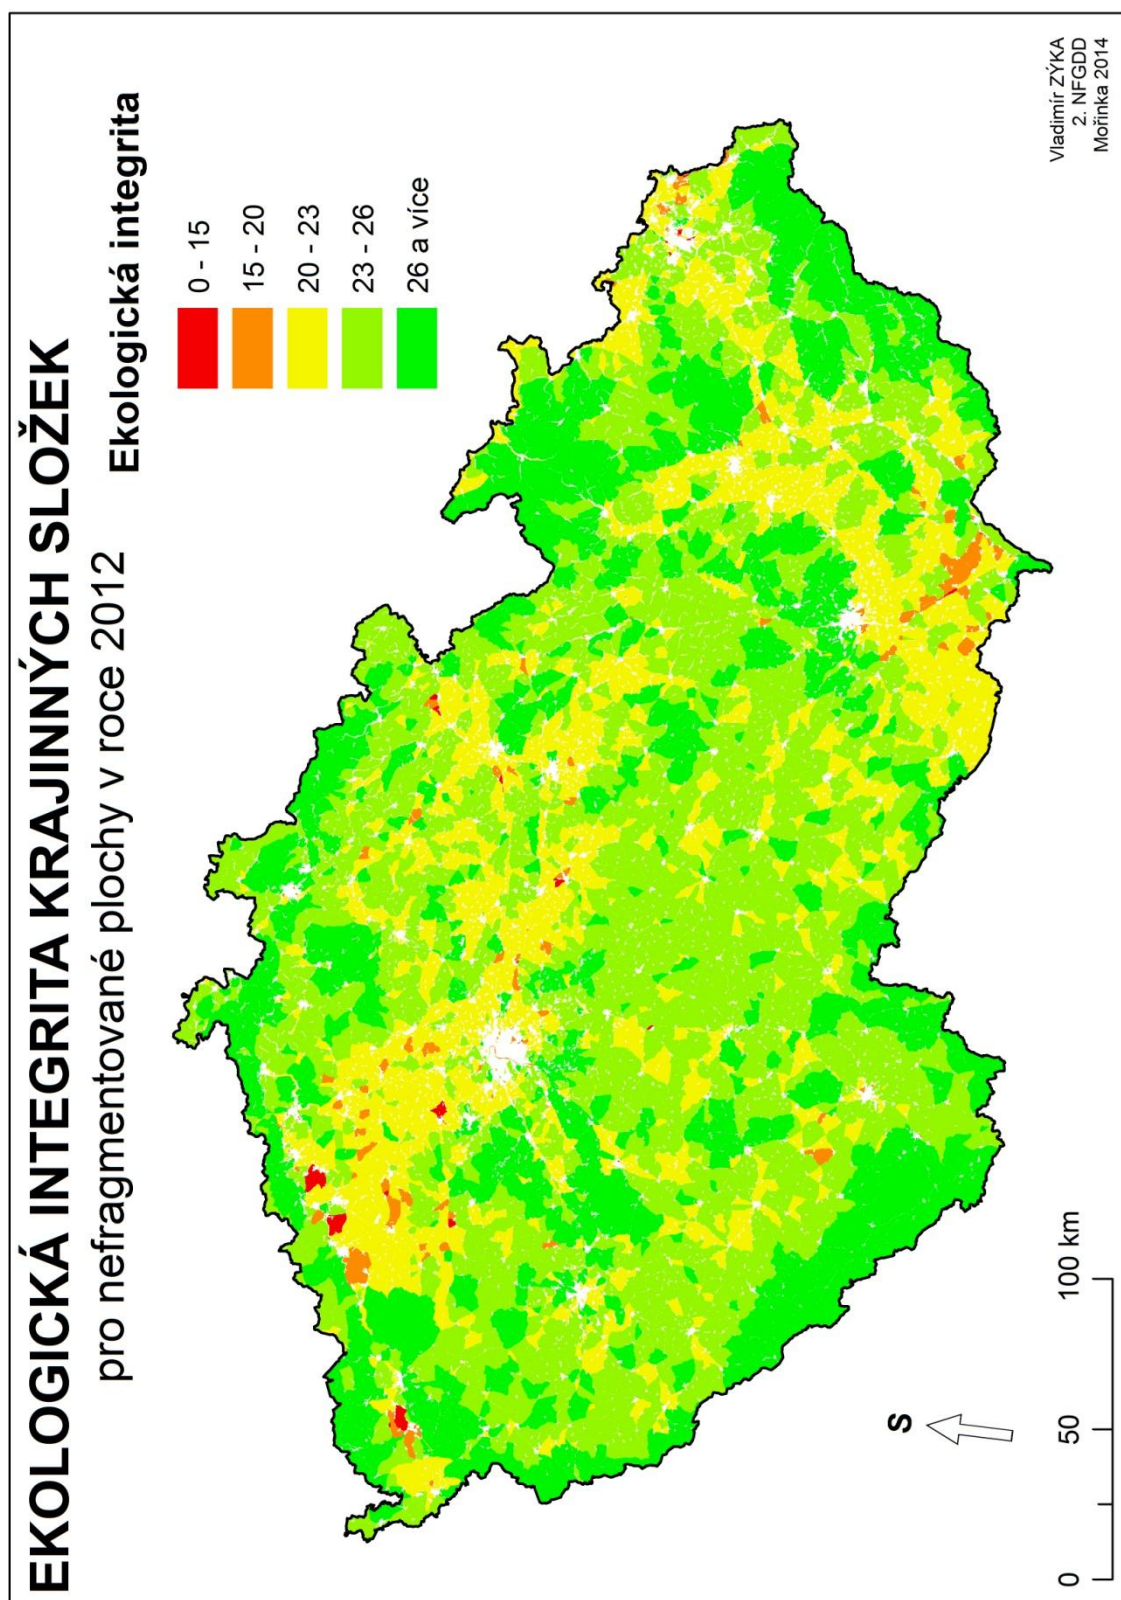 EKOLOGICKÁ INTEGRITA KRAJINNÝCH SLOŽEK
pro nefragmentované plochy v roce 2012
Ekologická integrita
0 - 15
15 - 20
20 - 23
23 - 26
26 a více
S
0 50 100 km
Vladimír ZÝKA
2. NFGDD
Mořinka 2014